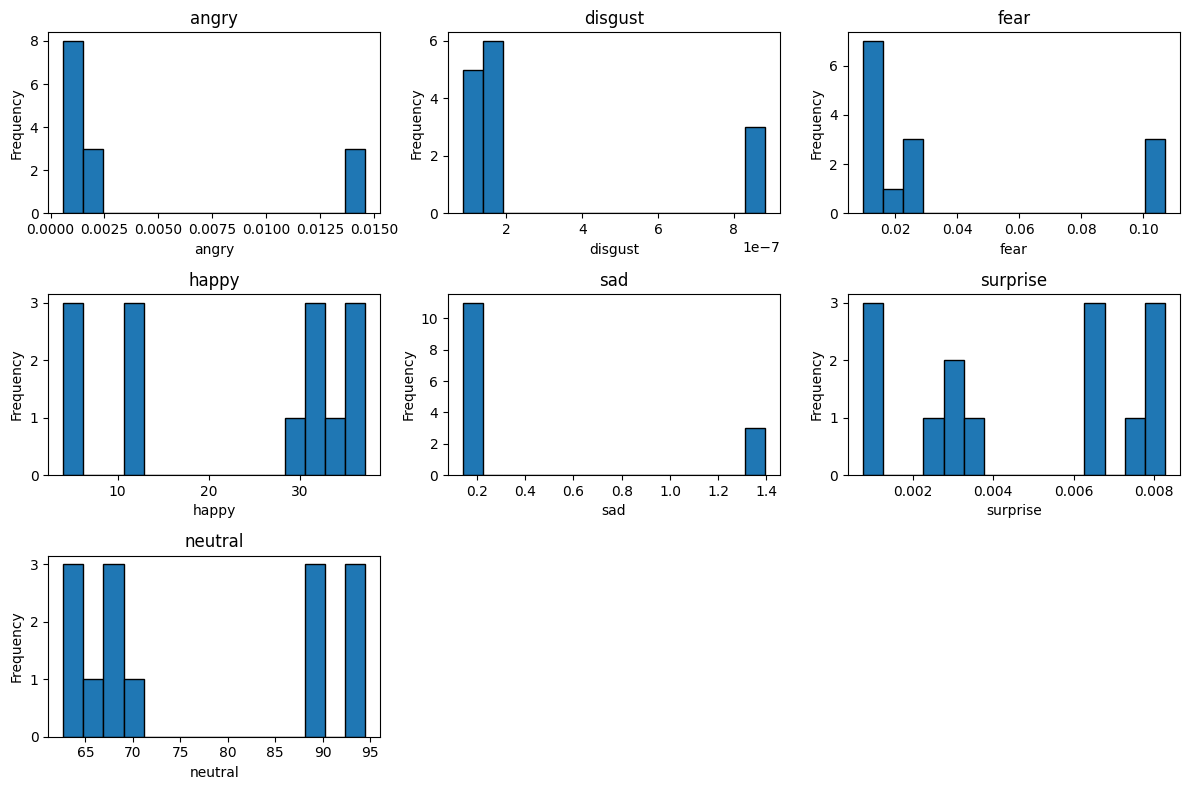 angry
disgust
fear
8
6
4
2
0
Frequency
0.0000 0.0025 0.0050 0.0075 0.0100 0.0125 0.0150
angry
6
4
2
0
Frequency
2 4 6 8
1e−7
disgust
6
4
2
0
Frequency
0.02 0.04 0.06 0.08 0.10
fear
happy
sad
surprise
3
2
1
0
Frequency
10 20 30
happy
10
8
6
4
2
0
Frequency
0.2 0.4 0.6 0.8 1.0 1.2 1.4
sad
3
2
1
0
Frequency
0.002 0.004 0.006 0.008
surprise
neutral
3
2
1
0
Frequency
65 70 75 80 85 90 95
neutral